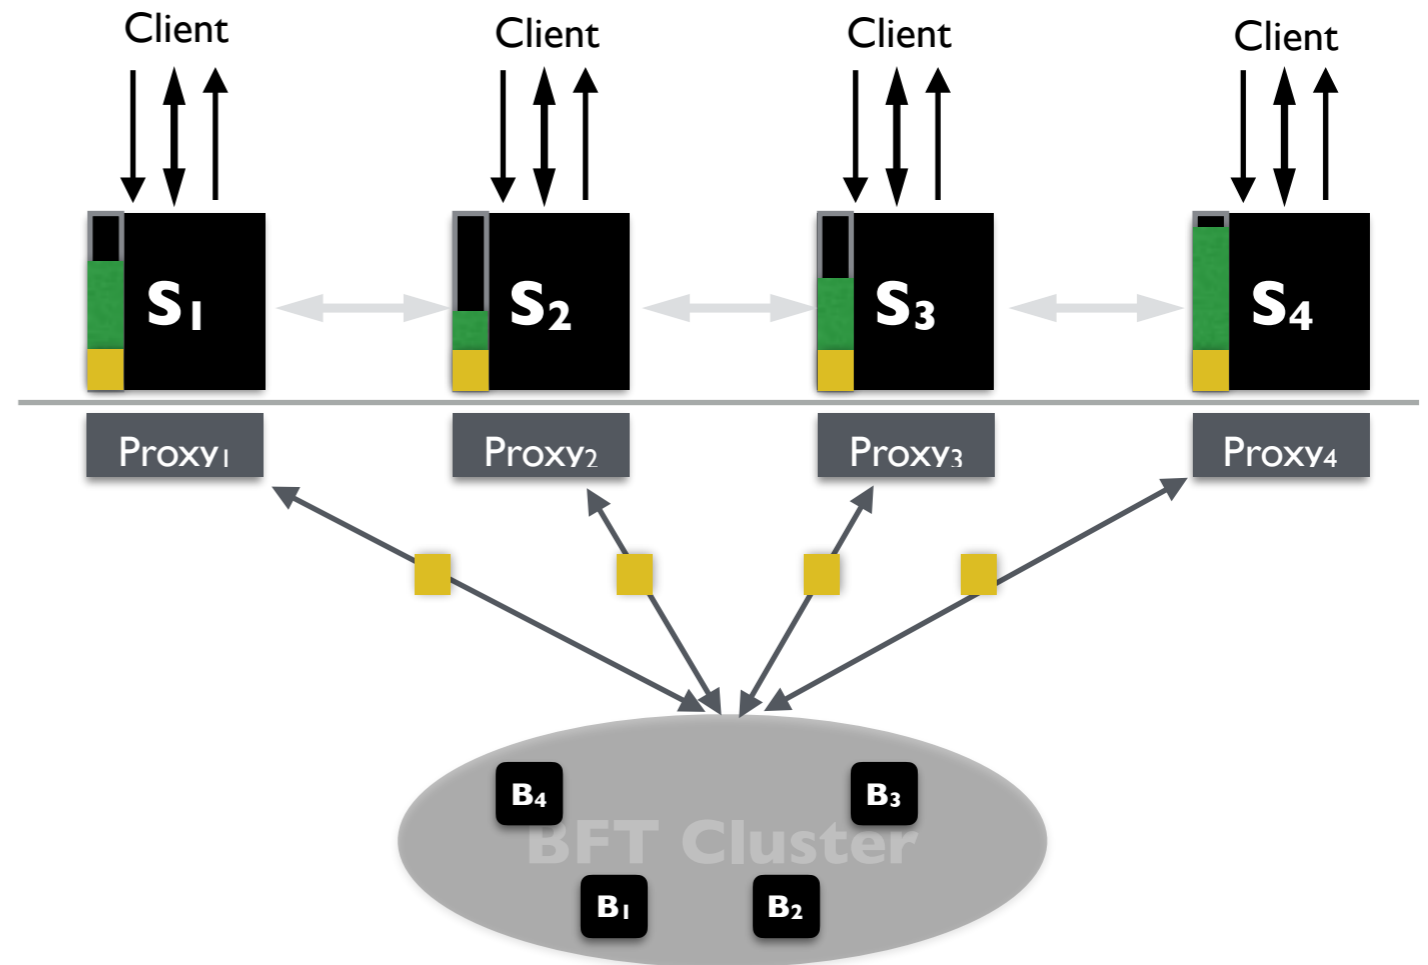 Client Client Client Client
S₁ S₂ S₃ S₄
Proxy₁ Proxy₂ Proxy₃ Proxy₄
B₄ B₃
BFT Cluster
B₁ B₂